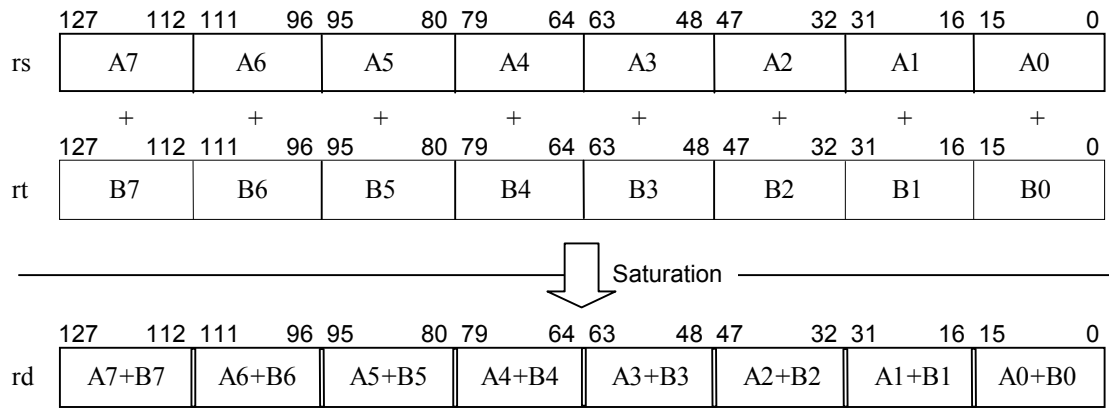 127 112 111 96 95 80 79 64 63 48 47 32 31 16 15 0
rs A7 A6 A5 A4 A3 A2 A1 A0
+ + + + + + + +
127 112 111 96 95 80 79 64 63 48 47 32 31 16 15 0
rt B7 B6 B5 B4 B3 B2 B1 B0
Saturation
127 112 111 96 95 80 79 64 63 48 47 32 31 16 15 0
rd A7+B7 A6+B6 A5+B5 A4+B4 A3+B3 A2+B2 A1+B1 A0+B0